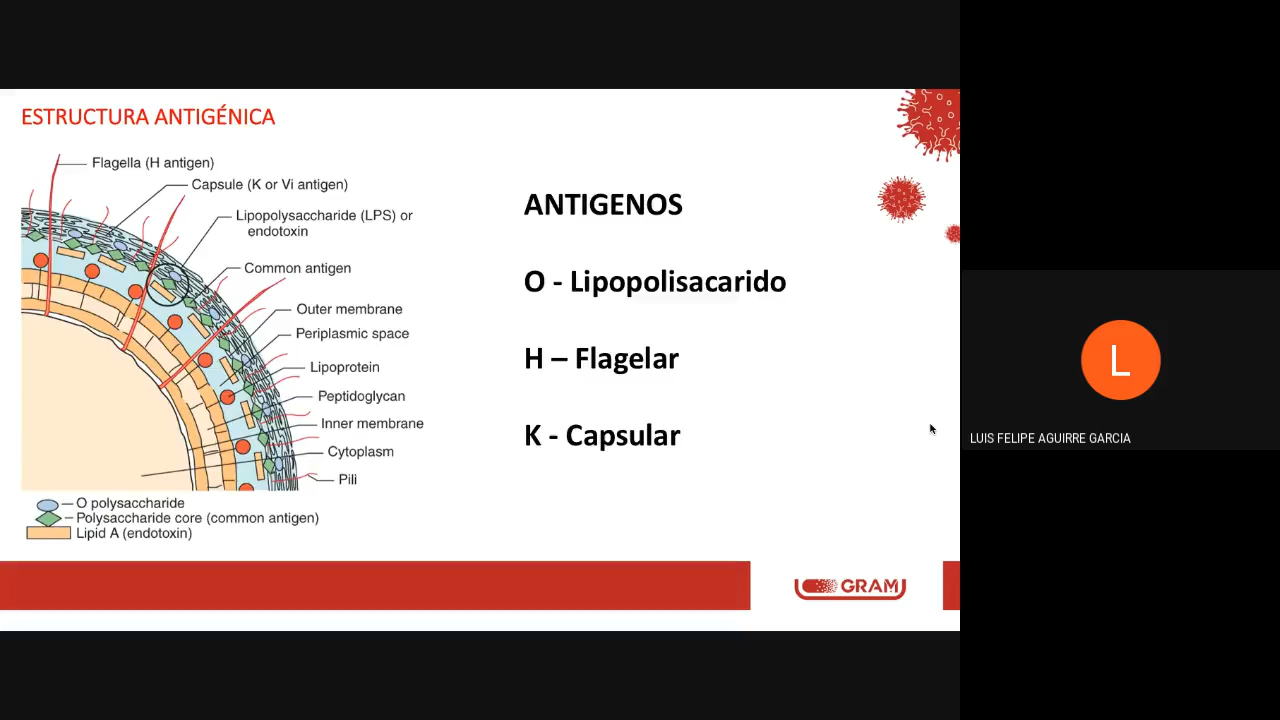 ESTRUCTURA ANTIGÉNICA
Flagella (H antigen)
Capsule (K or Vi antigen)
Lipopolysaccharide (LPS) or
endotoxin
Common antigen
Outer membrane
Periplasmic space
Lipoprotein
Peptidoglycan
Inner membrane
Cytoplasm
Pili
O polysaccharide
Polysaccharide core (common antigen)
Lipid A (endotoxin)
ANTIGENOS
O - Lipopolisacarido
H – Flagelar
K - Capsular
GRAM
L
LUIS FELIPE AGUIRRE GARCIA